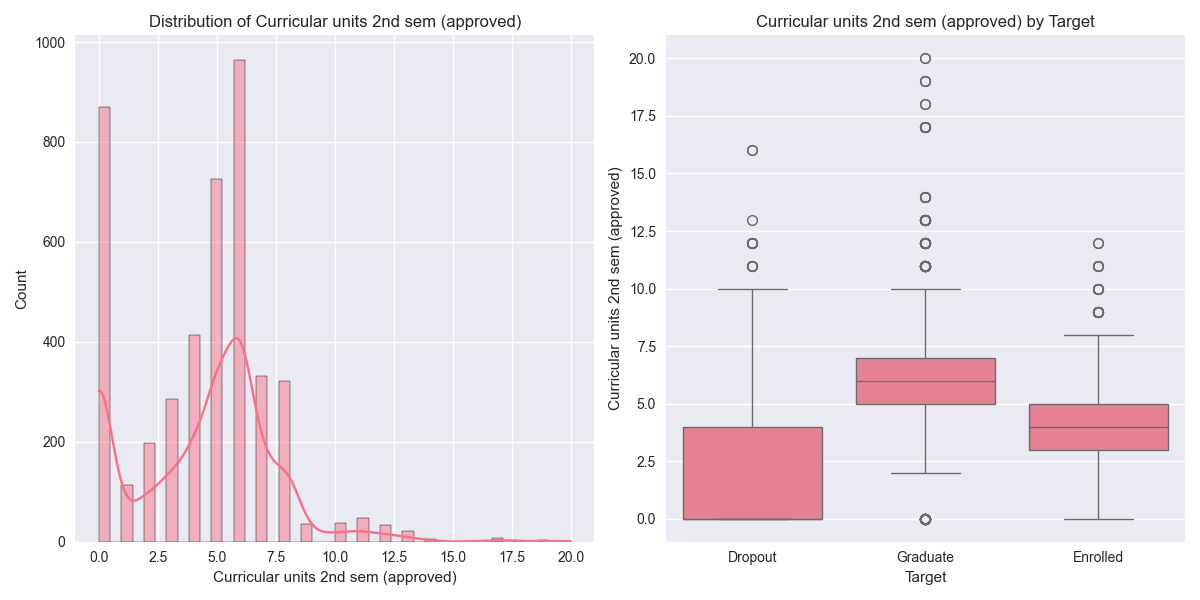 Distribution of Curricular units 2nd sem (approved)
1000
800
600
400
200
0
Count
0.0 2.5 5.0 7.5 10.0 12.5 15.0 17.5 20.0
Curricular units 2nd sem (approved)
Curricular units 2nd sem (approved) by Target
20.0
17.5
15.0
12.5
10.0
7.5
5.0
2.5
0.0
Curricular units 2nd sem (approved)
Dropout Graduate Enrolled
Target